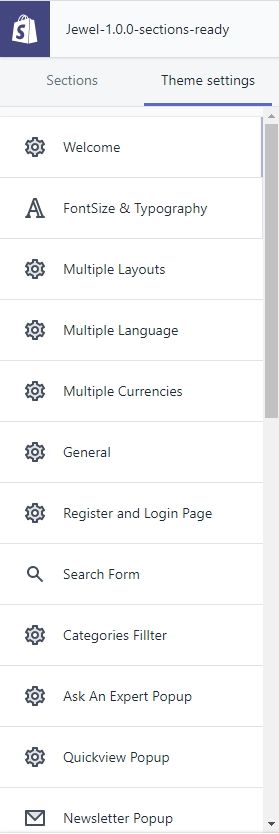 Jewel-1.0.0-sections-ready
Sections Theme settings
Welcome
FontSize & Typography
Multiple Layouts
Multiple Language
Multiple Currencies
General
Register and Login Page
Search Form
Categories Fillter
Ask An Expert Popup
Quickview Popup
Newsletter Popup